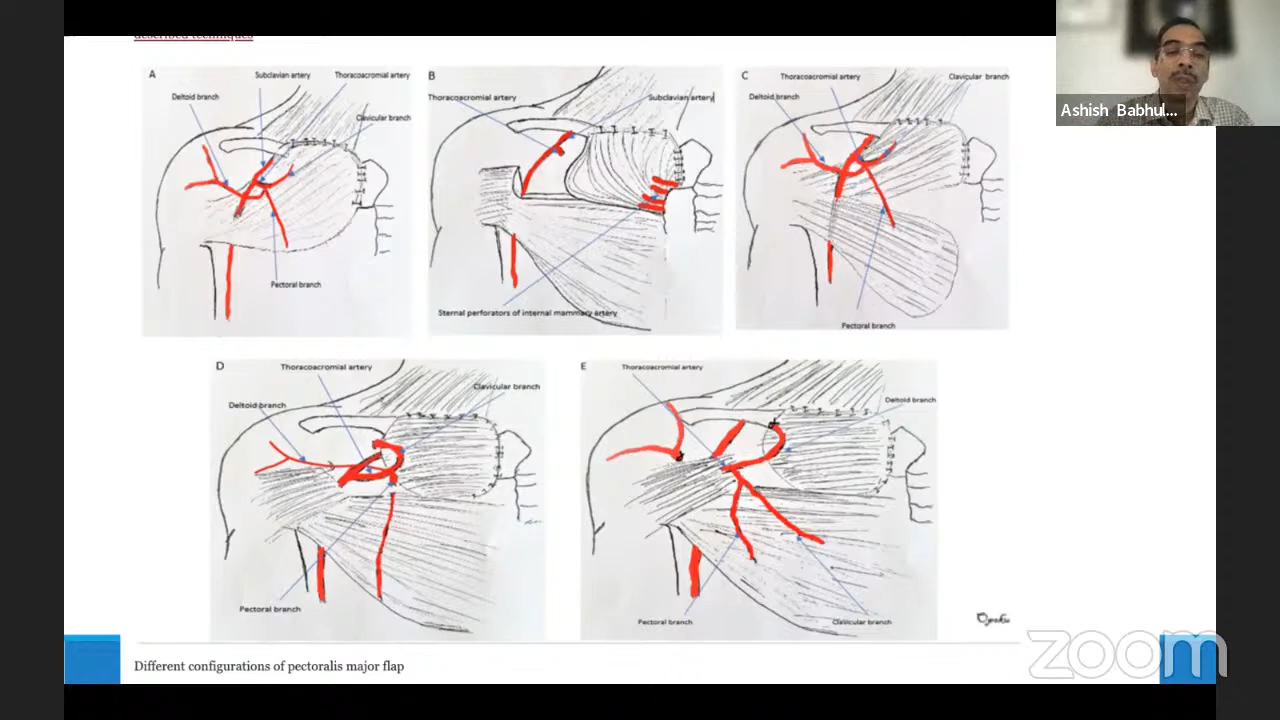 described techniques
A
Subclavian artery
Thoracoacromial artery
Deltoid branch
Clavicular branch
Pectoral branch
B
Thoracoacromial artery
Subclavian artery
Sternal perforators of internal mammary artery
C
Thoracoacromial artery
Clavicular branch
Deltoid branch
Pectoral branch
D
Thoracoacromial artery
Clavicular branch
Deltoid branch
Pectoral branch
E
Thoracoacromial artery
Deltoid branch
Pectoral branch
Clavicular branch
Different configurations of pectoralis major flap
Ashish Babhul...
zoom